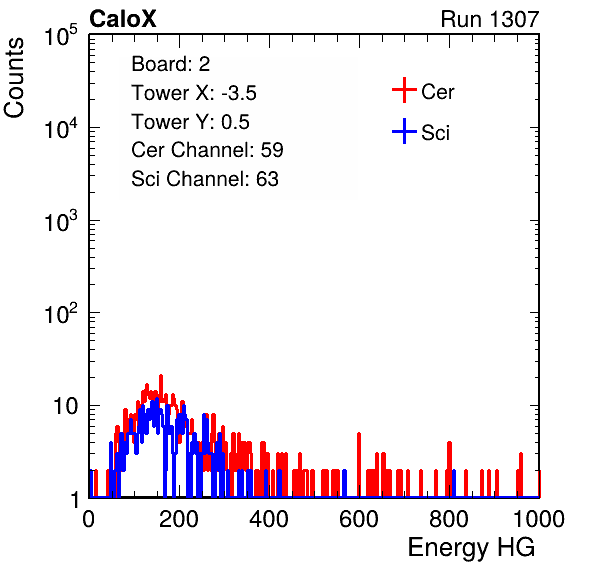 CaloX Run 1307
Counts
10^5
10^4
10^3
10^2
10
1
Board: 2
Tower X: -3.5
Tower Y: 0.5
Cer Channel: 59
Sci Channel: 63
Cer
Sci
0 200 400 600 800 1000
Energy HG